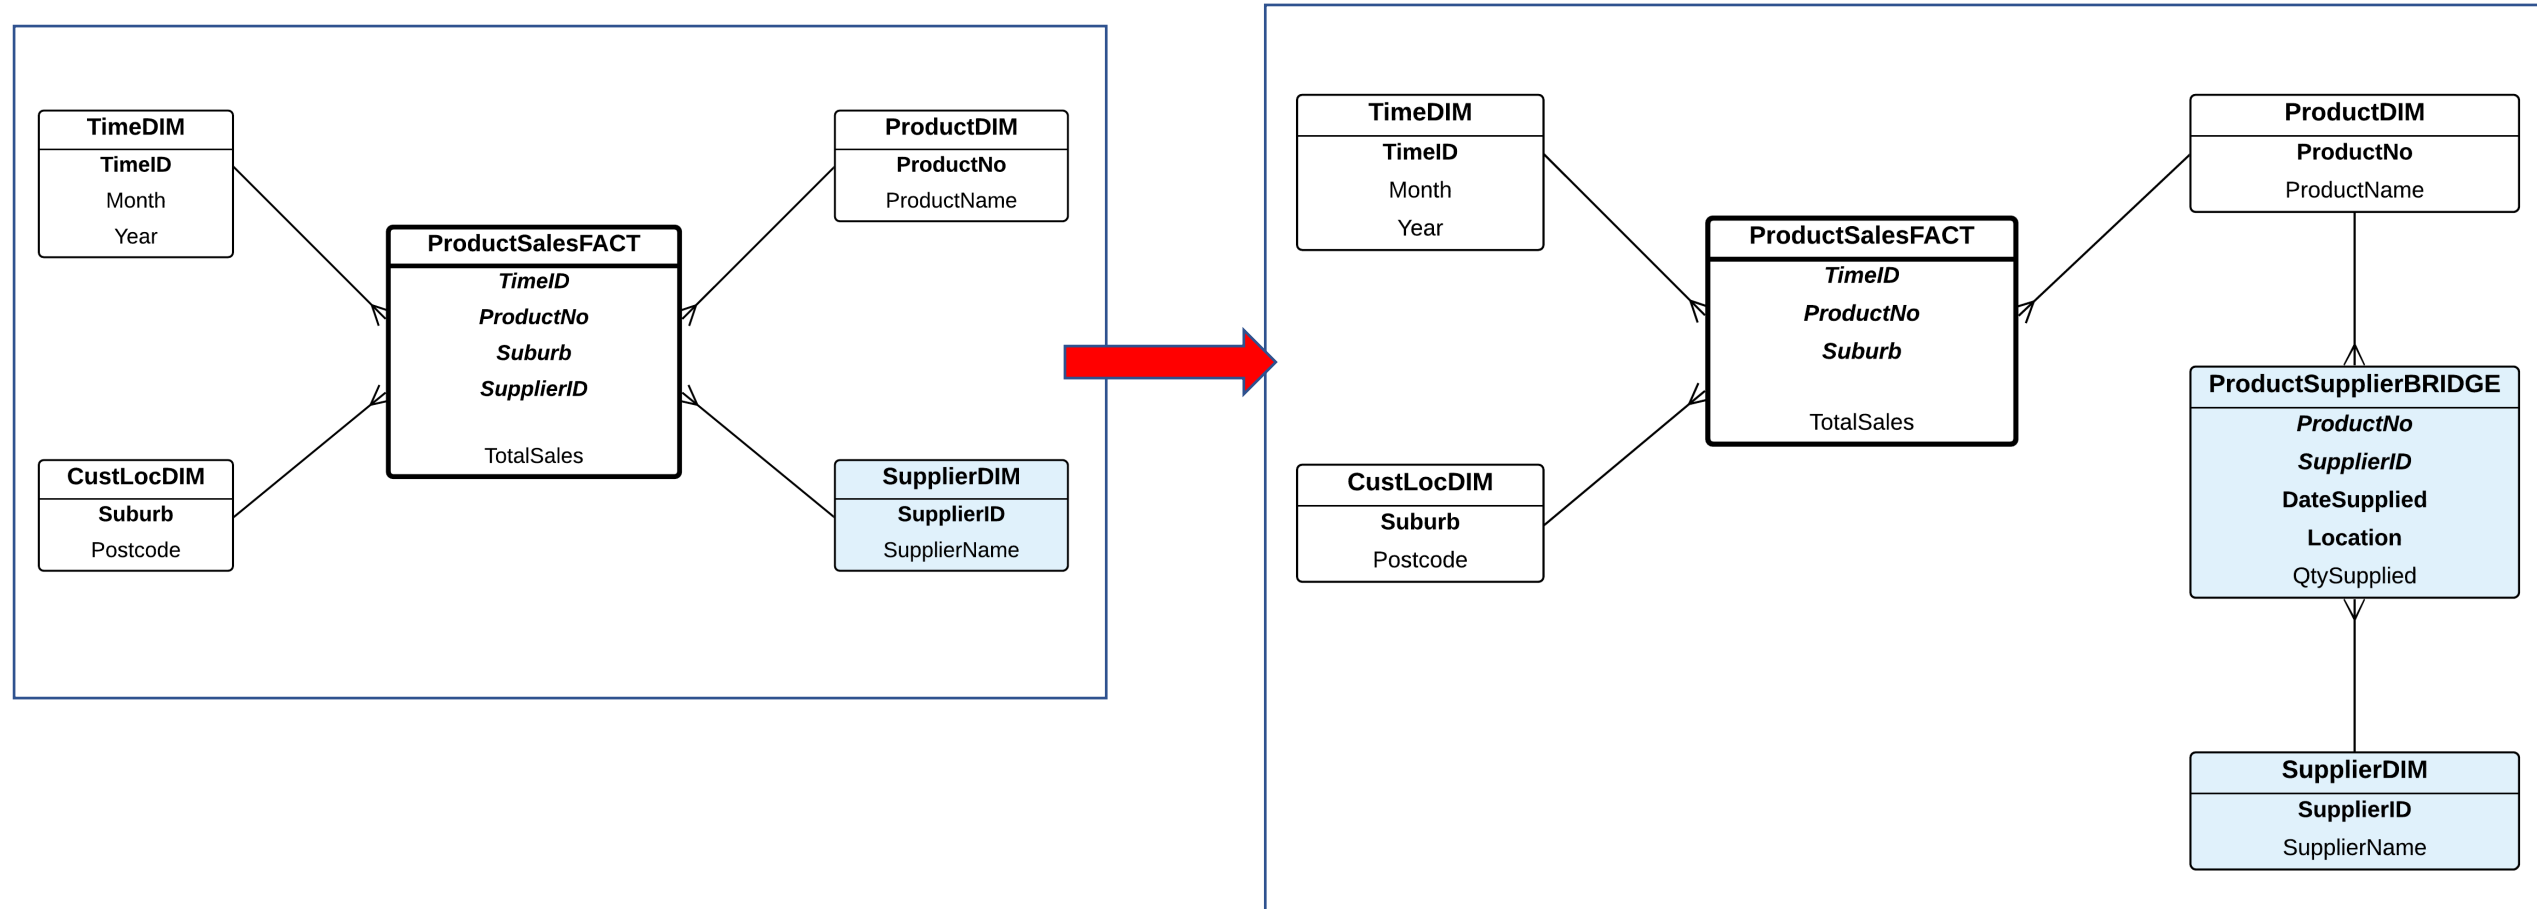 TimeDIM
TimeID
Month
Year
ProductDIM
ProductNo
ProductName
ProductSalesFACT
TimeID
ProductNo
Suburb
SupplierID
TotalSales
CustLocDIM
Suburb
Postcode
SupplierDIM
SupplierID
SupplierName
TimeDIM
TimeID
Month
Year
ProductDIM
ProductNo
ProductName
ProductSalesFACT
TimeID
ProductNo
Suburb
TotalSales
CustLocDIM
Suburb
Postcode
ProductSupplierBRIDGE
ProductNo
SupplierID
DateSupplied
Location
QtySupplied
SupplierDIM
SupplierID
SupplierName